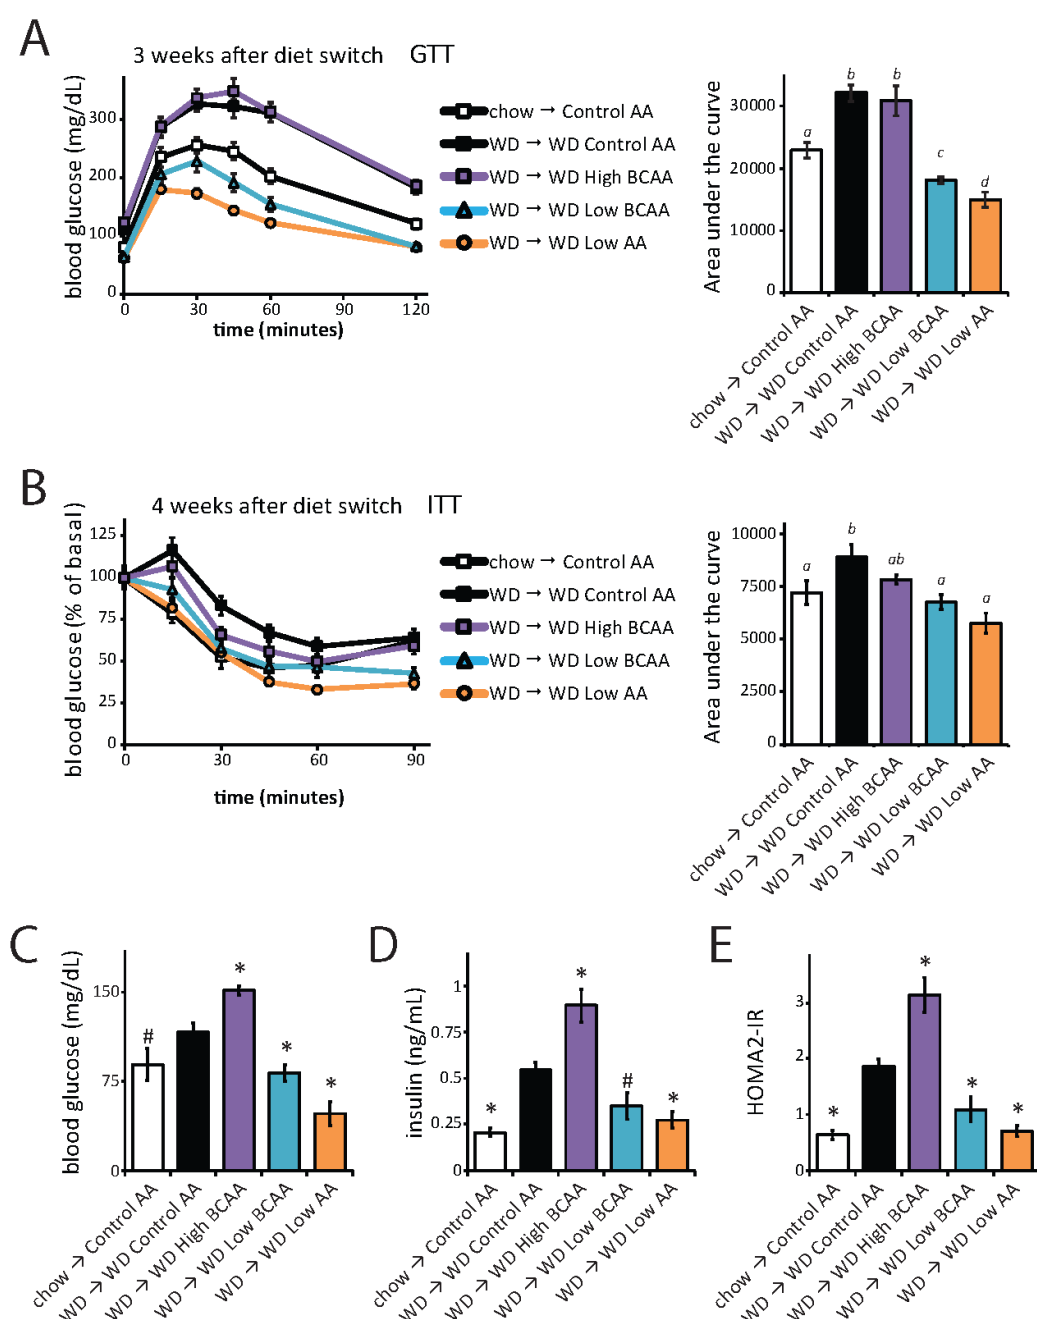 A
3 weeks after diet switch GTT
blood glucose (mg/dL)
300
200
100
0
0 30 60 90 120
time (minutes)
chow → Control AA
WD → WD Control AA
WD → WD High BCAA
WD → WD Low BCAA
WD → WD Low AA
Area under the curve
30000
20000
10000
0
a b b c d
chow → Control AA
WD → WD Control AA
WD → WD High BCAA
WD → WD Low BCAA
WD → WD Low AA
B
4 weeks after diet switch ITT
blood glucose (% of basal)
125
100
75
50
25
0
0 30 60 90
time (minutes)
chow → Control AA
WD → WD Control AA
WD → WD High BCAA
WD → WD Low BCAA
WD → WD Low AA
Area under the curve
10000
7500
5000
2500
0
a b ab a a
chow → Control AA
WD → WD Control AA
WD → WD High BCAA
WD → WD Low BCAA
WD → WD Low AA
C
blood glucose (mg/dL)
150
75
0
# * * *
chow → Control AA
WD → WD Control AA
WD → WD High BCAA
WD → WD Low BCAA
WD → WD Low AA
D
insulin (ng/mL)
1
0.75
0.5
0.25
0
* * # *
chow → Control AA
WD → WD Control AA
WD → WD High BCAA
WD → WD Low BCAA
WD → WD Low AA
E
HOMA2-IR
3
2
1
0
* * * *
chow → Control AA
WD → WD Control AA
WD → WD High BCAA
WD → WD Low BCAA
WD → WD Low AA